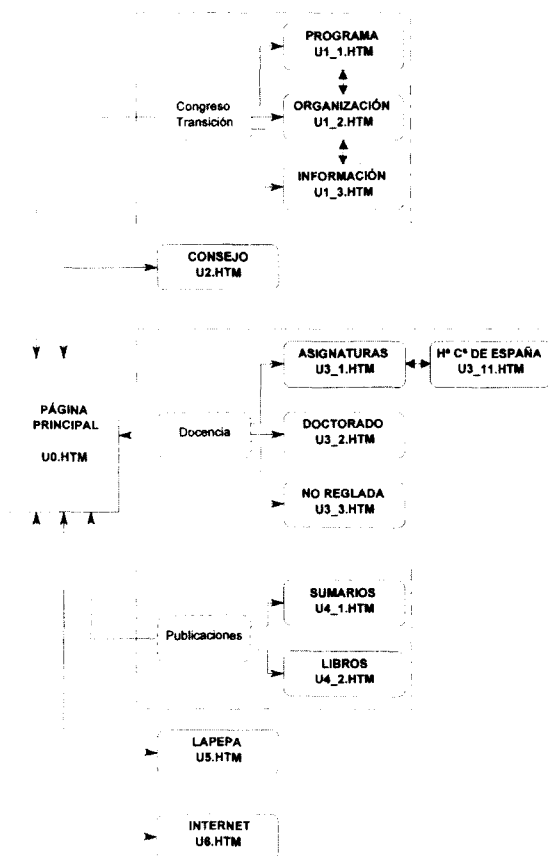 PROGRAMA
U1_1.HTM
Congreso
Transición
ORGANIZACIÓN
U1_2.HTM
INFORMACIÓN
U1_3.HTM
CONSEJO
U2.HTM
ASIGNATURAS
U3_1.HTM
Hª Cª DE ESPAÑA
U3_11.HTM
PÁGINA
PRINCIPAL
U0.HTM
Docencia
DOCTORADO
U3_2.HTM
NO REGLADA
U3_3.HTM
SUMARIOS
U4_1.HTM
Publicaciones
LIBROS
U4_2.HTM
LAPEPA
U5.HTM
INTERNET
U6.HTM